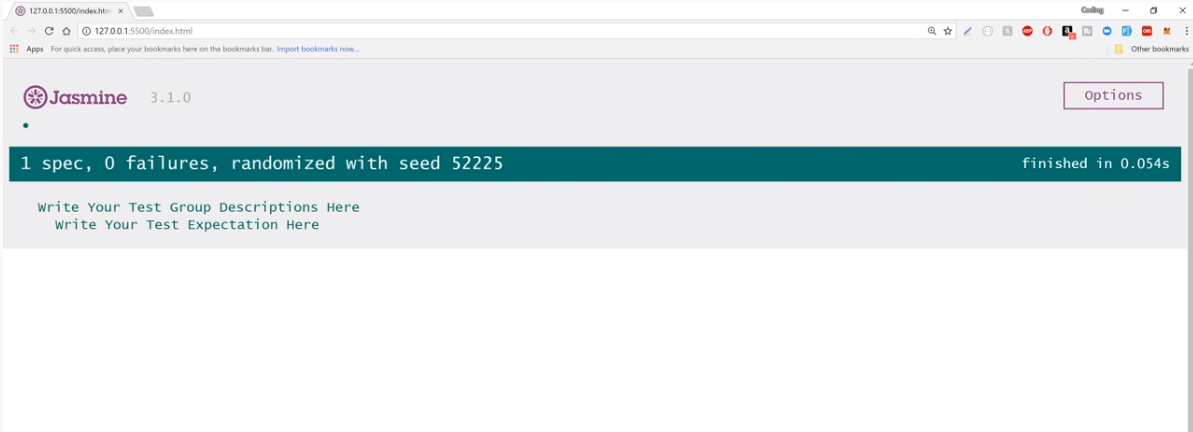 127.0.0.1:5500/index.htm
Coding
127.0.0.1:5500/index.html
Apps For quick access, place your bookmarks here on the bookmarks bar. Import bookmarks now... Other bookmarks
Jasmine 3.1.0 Options
1 spec, 0 failures, randomized with seed 52225 finished in 0.054s
Write Your Test Group Descriptions Here
Write Your Test Expectation Here